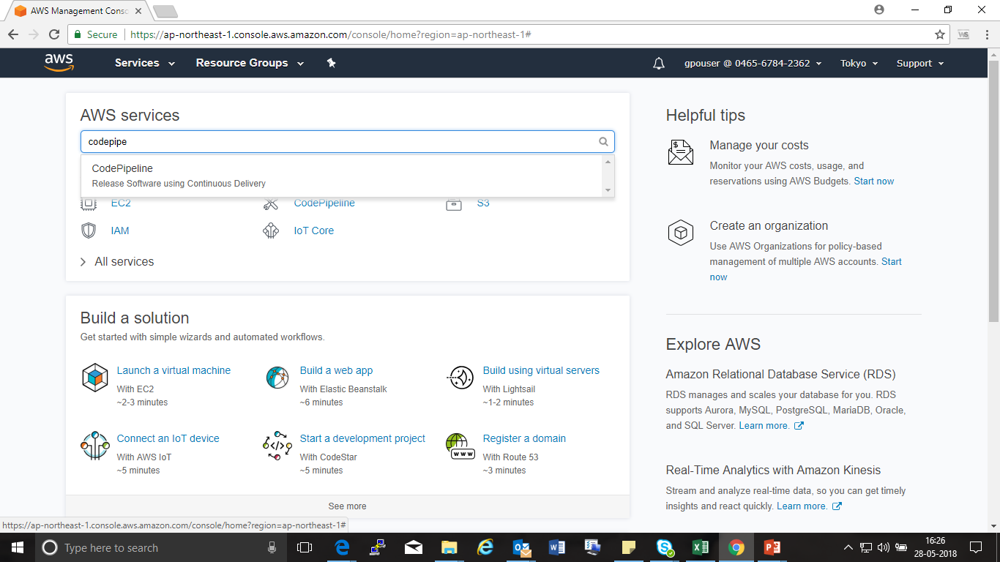 AWS Management Conso
Secure
https://ap-northeast-1.console.aws.amazon.com/console/home?region=ap-northeast-1#
aws
Services
Resource Groups
gpouser @ 0465-6784-2362
Tokyo
Support
AWS services
codepipe
CodePipeline
Release Software using Continuous Delivery
EC2
CodePipeline
S3
IAM
IoT Core
All services
Build a solution
Get started with simple wizards and automated workflows.
Launch a virtual machine
With EC2
~2-3 minutes
Build a web app
With Elastic Beanstalk
~6 minutes
Build using virtual servers
With Lightsail
~1-2 minutes
Connect an IoT device
With AWS IoT
~5 minutes
Start a development project
With CodeStar
~5 minutes
WWW
Register a domain
With Route 53
~3 minutes
See more
Helpful tips
Manage your costs
Monitor your AWS costs, usage, and
reservations using AWS Budgets. Start now
Create an organization
Use AWS Organizations for policy-based
management of multiple AWS accounts. Start
now
Explore AWS
Amazon Relational Database Service (RDS)
RDS manages and scales your database for you. RDS
supports Aurora, MySQL, PostgreSQL, MariaDB, Oracle,
and SQL Server. Learn more.
Real-Time Analytics with Amazon Kinesis
Stream and analyze real-time data, so you can get timely
insights and react quickly. Learn more.
https://ap-northeast-1.console.aws.amazon.com/console/home?region=ap-northeast-1#
Type here to search
16:26
28-05-2018